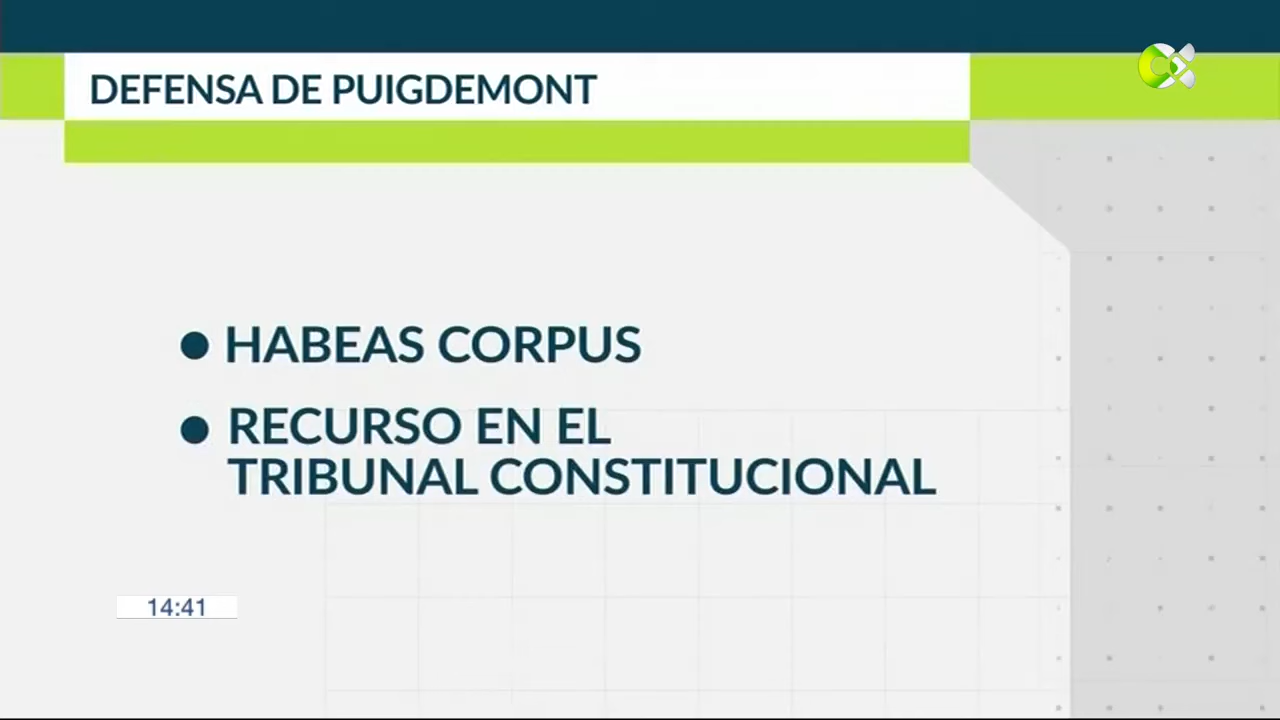 DEFENSA DE PUIGDEMONT
● HABEAS CORPUS
● RECURSO EN EL
TRIBUNAL CONSTITUCIONAL
14:41